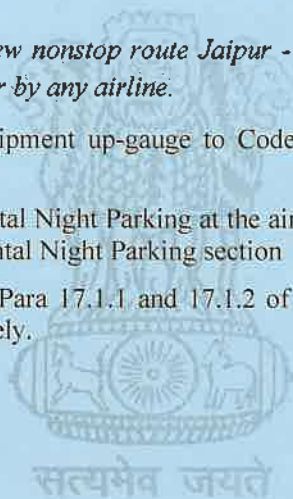 ew nonstop route Jaipur -
r by any airline.
ipment up-gauge to Code
tal Night Parking at the air
ntal Night Parking section
Para 17.1.1 and 17.1.2 of
ely.
सत्यमेव जयते